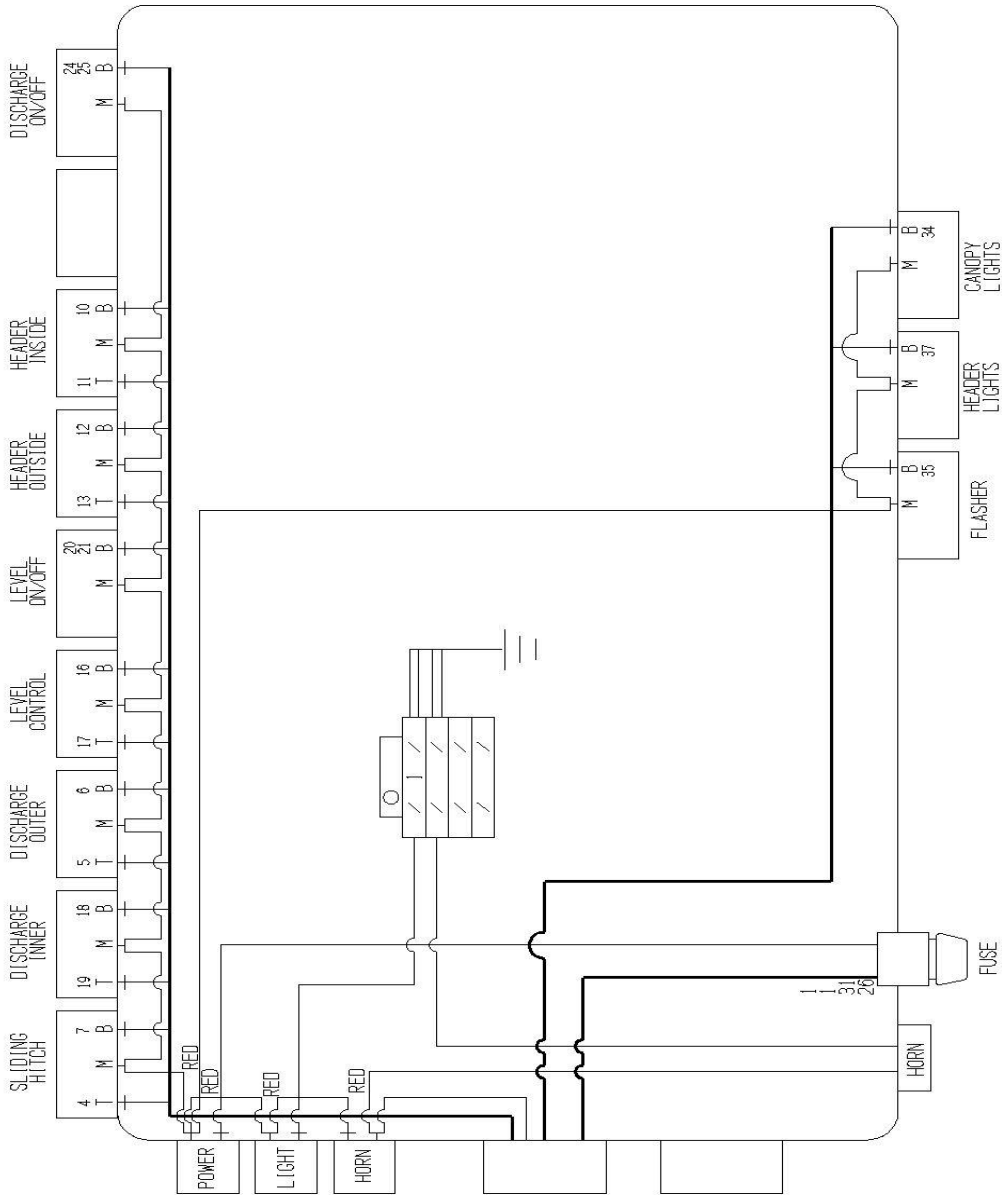 SLIDING
HITCH
4 7
T M B
DISCHARGE
INNER
19 18
T M B
DISCHARGE
OUTER
5 6
T M B
LEVEL
CONTROL
17 16
T M B
LEVEL
ON/OFF
20
21
M B
HEADER
OUTSIDE
13 12
T M B
HEADER
INSIDE
11 10
T M B
DISCHARGE
ON/OFF
24
25
M B
POWER
RED
RED
LIGHT
RED
HORN
RED
1
1
1
31
26
FUSE
HORN
M B
35
FLASHER
M B
37
HEADER
LIGHTS
M B
34
CANOPY
LIGHTS